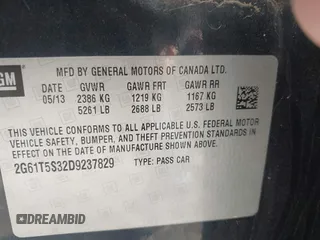 GM
MFD BY GENERAL MOTORS OF CANADA LTD.
DATE GVWR GAWR FRT GAWR RR
05/13 2386 KG 1219 KG 1167 KG
5261 LB 2688 LB 2573 LB
THIS VEHICLE CONFORMS TO ALL APPLICABLE U.S. FEDERAL MOTOR
VEHICLE SAFETY, BUMPER, AND THEFT PREVENTION STANDARDS
IN EFFECT ON THE DATE OF MANUFACTURE SHOWN ABOVE.
2G61T5S32D9237829 TYPE: PASS CAR
DREAMBID